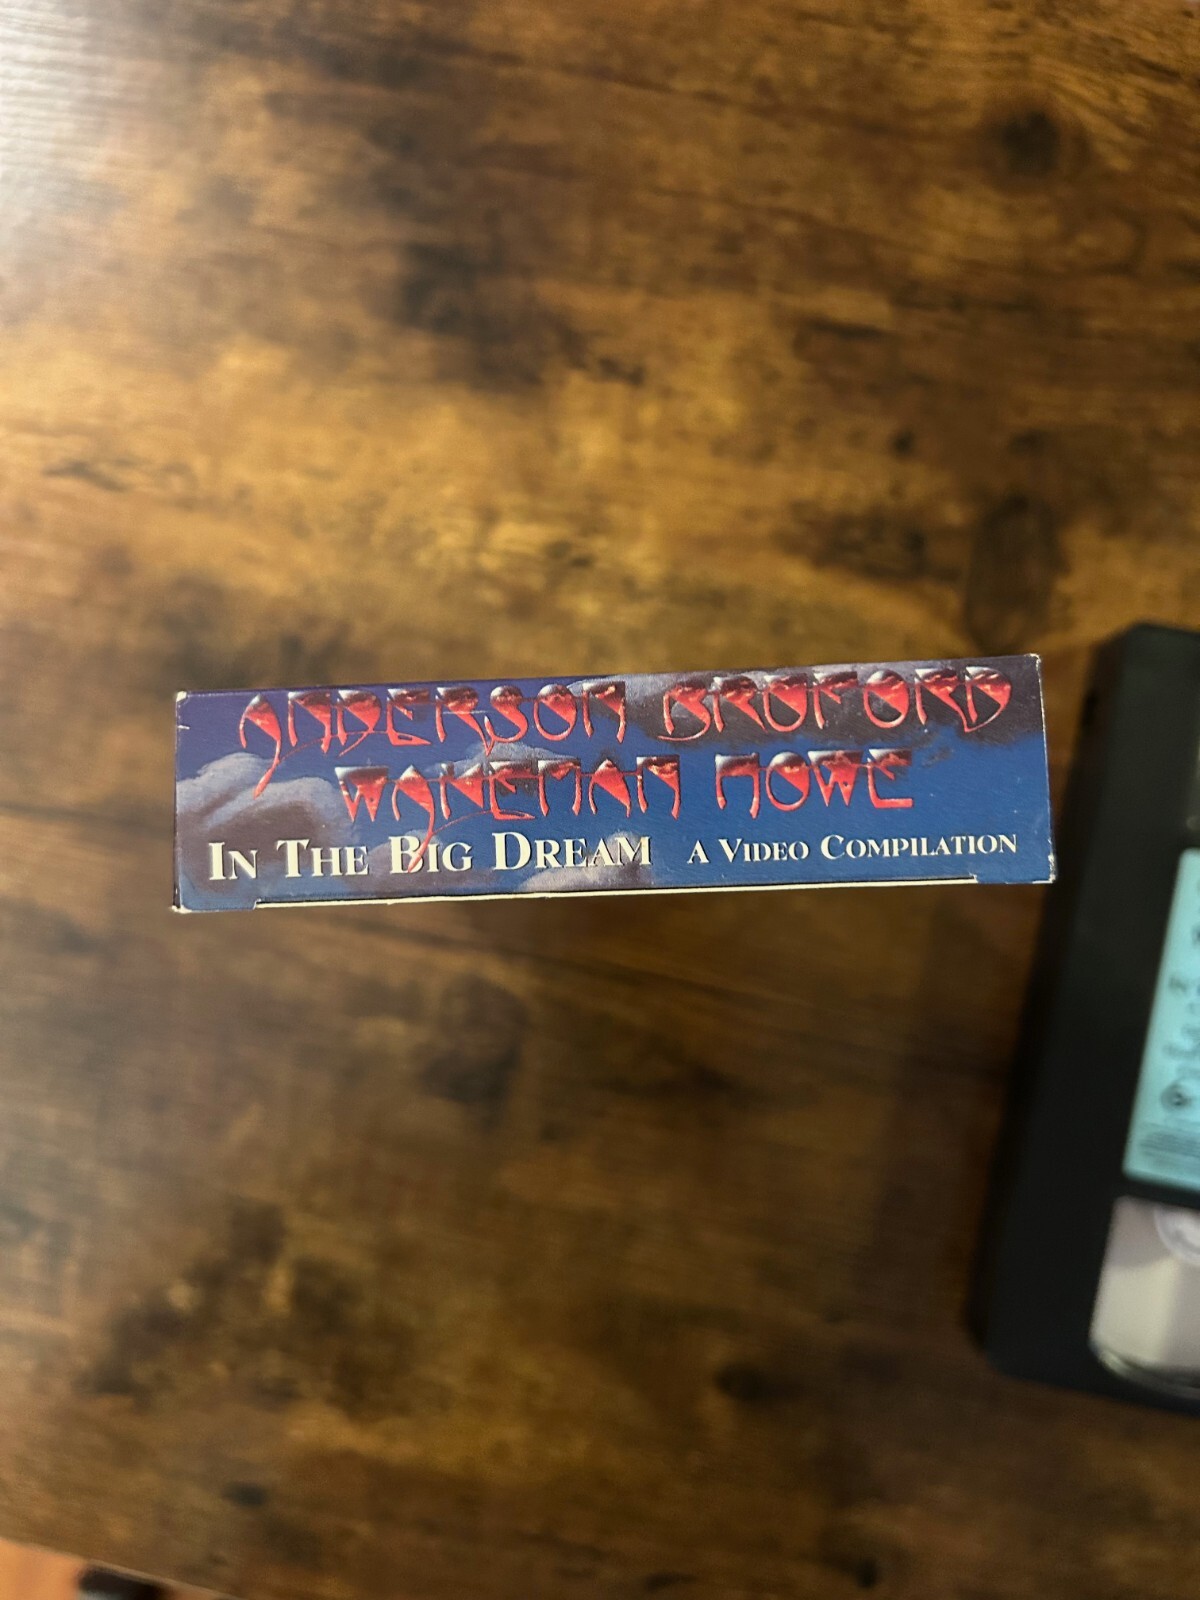 ANDERSON BRUFORD
WAKEMAN HOWE
IN THE BIG DREAM A VIDEO COMPILATION